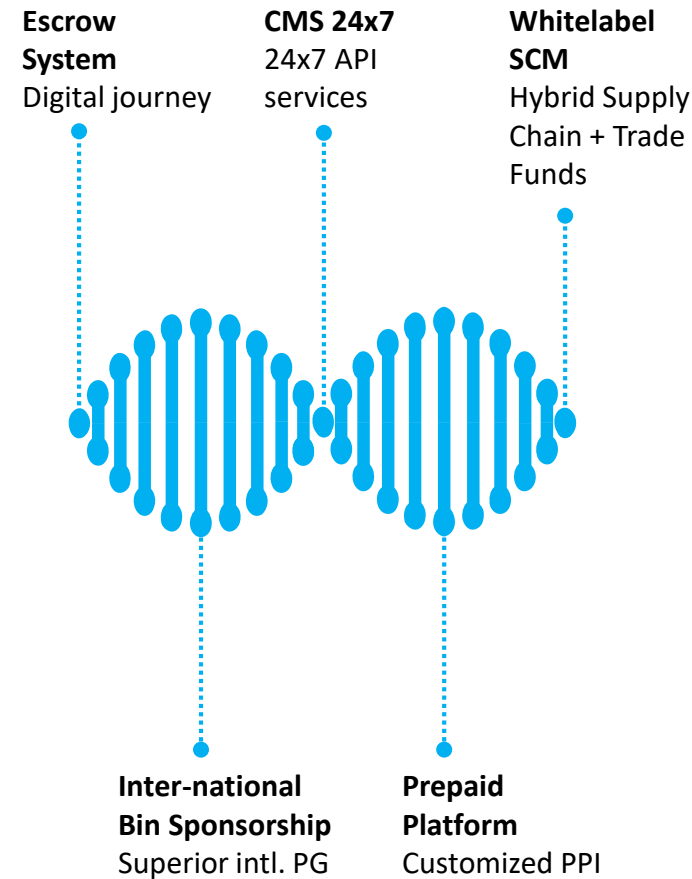 Escrow
System
Digital journey
CMS 24x7
24x7 API
services
Whitelabel
SCM
Hybrid Supply
Chain + Trade
Funds
Inter-national
Bin Sponsorship
Superior intl. PG
Prepaid
Platform
Customized PPI